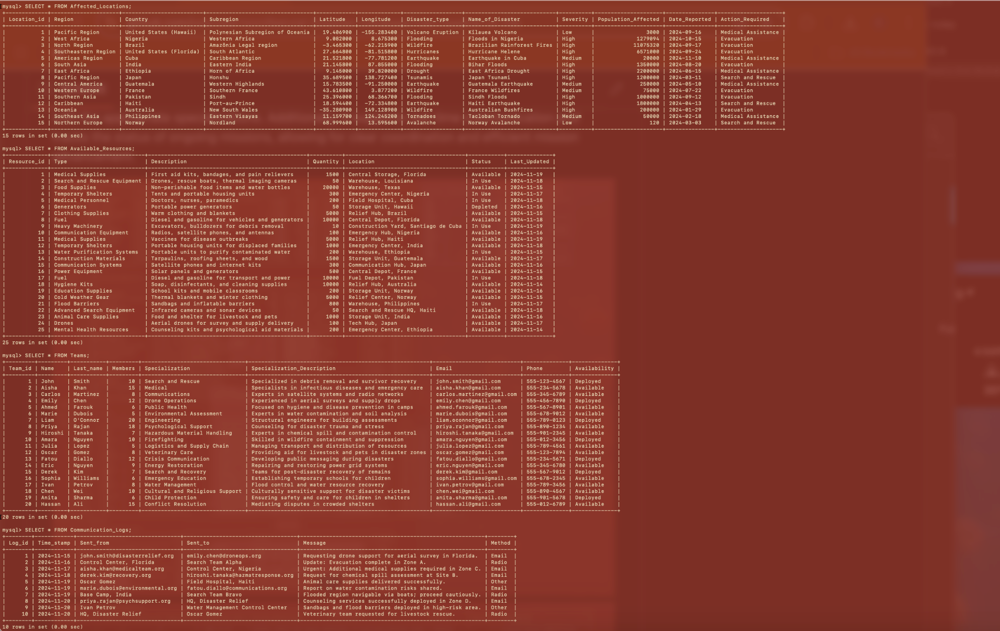 mysql> SELECT * FROM Affected_Locations;
| Location_id | Region | Country | Subregion | Latitude | Longitude | Disaster_type | Name_of_Disaster | Severity | Population_Affected | Date_Reported | Action_Required |
| 1 | Pacific Region | United States (Hawaii) | Polynesian Subregion of Oceania | 19.406900 | -155.283400 | Volcano Eruption | Kīlauea Volcano | Low | 3000 | 2024-09-16 | Medical Assistance |
| 2 | West Africa | Nigeria | Western Africa | 9.082000 | 8.675300 | Flooding | Floods in Nigeria | High | 1279094 | 2024-10-15 | Evacuation |
| 3 | North Region | Brazil | Amazônia Legal region | -3.465300 | -62.215900 | Wildfire | Brazilian Rainforest Fires | High | 11075320 | 2024-09-17 | Evacuation |
| 4 | Southeastern Region | United States (Florida) | South Atlantic | 27.664800 | -81.515800 | Hurricanes | Hurricane Helene | High | 6571000 | 2024-09-24 | Evacuation |
| 5 | Americas Region | Cuba | Caribbean Region | 21.521800 | -77.781200 | Earthquake | Earthquake in Cuba | Medium | 20000 | 2024-11-10 | Medical Assistance |
| 6 | South Asia | India | Eastern India | 21.145800 | 87.855000 | Flooding | Bihar Floods | High | 1350000 | 2024-08-20 | Evacuation |
| 7 | East Africa | Ethiopia | Horn of Africa | 9.145000 | 39.820000 | Drought | East Africa Drought | High | 2200000 | 2024-06-15 | Medical Assistance |
| 8 | Pacific Region | Japan | Honshu | 35.689500 | 138.727400 | Tsunamis | Japan Tsunami | High | 1200000 | 2024-03-11 | Search and Rescue |
| 9 | Central America | Guatemala | Western Highlands | 15.783500 | -91.250000 | Earthquake | Guatemala Earthquake | Medium | 250000 | 2024-05-10 | Medical Assistance |
| 10 | Western Europe | France | Southern France | 43.610800 | 3.877200 | Wildfire | France Wildfires | Medium | 75000 | 2024-07-22 | Evacuation |
| 11 | Southern Asia | Pakistan | Sindh | 25.396000 | 68.366700 | Flooding | Sindh Floods | High | 1000000 | 2024-09-12 | Evacuation |
| 12 | Caribbean | Haiti | Port-au-Prince | 18.594400 | -72.334800 | Earthquake | Haiti Earthquake | High | 1800000 | 2024-04-13 | Search and Rescue |
| 13 | Oceania | Australia | New South Wales | -35.280900 | 149.128900 | Wildfire | Australian Bushfires | High | 200000 | 2024-01-29 | Evacuation |
| 14 | Southeast Asia | Philippines | Eastern Visayas | 11.159700 | 124.245200 | Tornadoes | Tacloban Tornado | Medium | 50000 | 2024-02-18 | Medical Assistance |
| 15 | Northern Europe | Norway | Nordland | 68.999600 | 13.595600 | Avalanche | Norway Avalanche | Low | 120 | 2024-03-03 | Search and Rescue |
15 rows in set (0.00 sec)
mysql> SELECT * FROM Available_Resources;
| Resource_id | Type | Description | Quantity | Location | Status | Last_Updated |
| 1 | Medical Supplies | First aid kits, bandages, and pain relievers | 1500 | Central Storage, Florida | Available | 2024-11-19 |
| 2 | Search and Rescue Equipment | Drones, rescue boats, thermal imaging cameras | 50 | Warehouse, Louisiana | In Use | 2024-11-18 |
| 3 | Food Supplies | Non-perishable food items and water bottles | 20000 | Warehouse, Texas | Available | 2024-11-15 |
| 4 | Temporary Shelters | Tents and portable housing units | 300 | Emergency Center, Nigeria | In Use | 2024-11-17 |
| 5 | Medical Personnel | Doctors, nurses, paramedics | 200 | Field Hospital, Cuba | In Use | 2024-11-18 |
| 6 | Generators | Portable power generators | 50 | Storage Unit, Hawaii | Depleted | 2024-11-16 |
| 7 | Clothing Supplies | Warm clothing and blankets | 5000 | Relief Hub, Brazil | Available | 2024-11-15 |
| 8 | Fuel | Diesel and gasoline for vehicles and generators | 10000 | Central Depot, Florida | Available | 2024-11-18 |
| 9 | Heavy Machinery | Excavators, bulldozers for debris removal | 10 | Construction Yard, Santiago de Cuba | In Use | 2024-11-19 |
| 10 | Communication Equipment | Radios, satellite phones, and antennas | 100 | Emergency Hub, Nigeria | Available | 2024-11-16 |
| 11 | Medical Supplies | Vaccines for disease outbreaks | 5000 | Relief Hub, Haiti | Available | 2024-11-19 |
| 12 | Temporary Shelters | Portable housing units for displaced families | 1000 | Emergency Center, India | Available | 2024-11-18 |
| 13 | Water Purification Systems | Portable units to purify contaminated water | 200 | Warehouse, Ethiopia | In Use | 2024-11-15 |
| 14 | Construction Materials | Tarpaulins, roofing sheets, and wood | 1500 | Storage Unit, Guatemala | Available | 2024-11-17 |
| 15 | Communication Systems | Satellite phones and internet kits | 300 | Communication Hub, Japan | Available | 2024-11-16 |
| 16 | Power Equipment | Solar panels and generators | 500 | Central Depot, France | Available | 2024-11-15 |
| 17 | Fuel | Diesel and gasoline for transport and power | 10000 | Fuel Depot, Pakistan | In Use | 2024-11-18 |
| 18 | Hygiene Kits | Soap, disinfectants, and cleaning supplies | 10000 | Relief Hub, Australia | Available | 2024-11-14 |
| 19 | Education Supplies | School kits and mobile classrooms | 200 | Storage Unit, Norway | Available | 2024-11-16 |
| 20 | Cold Weather Gear | Thermal blankets and winter clothing | 5000 | Relief Center, Norway | Available | 2024-11-15 |
| 21 | Flood Barriers | Sandbags and inflatable barriers | 800 | Warehouse, Philippines | In Use | 2024-11-17 |
| 22 | Advanced Search Equipment | Infrared cameras and sonar devices | 50 | Search and Rescue HQ, Haiti | Available | 2024-11-18 |
| 23 | Animal Care Supplies | Food and shelter for livestock and pets | 1000 | Storage Unit, India | Available | 2024-11-16 |
| 24 | Drones | Aerial drones for survey and supply delivery | 100 | Tech Hub, Japan | Available | 2024-11-17 |
| 25 | Mental Health Resources | Counseling kits and psychological aid materials | 200 | Emergency Center, Ethiopia | Available | 2024-11-14 |
25 rows in set (0.00 sec)
mysql> SELECT * FROM Teams;
| Team_id | Name | Last_name | Members | Specialization | Specialization_Description | Email | Phone | Availability |
| 1 | John | Smith | 10 | Search and Rescue | Specialized in debris removal and survivor recovery | john.smith@gmail.com | 555-123-4567 | Deployed |
| 2 | Aisha | Khan | 15 | Medical | Specialists in infectious diseases and emergency care | aisha.khan@gmail.com | 555-234-5678 | Available |
| 3 | Carlos | Martinez | 8 | Communications | Experts in satellite systems and radio networks | carlos.martinez@gmail.com | 555-345-6789 | Available |
| 4 | Emily | Chen | 12 | Drone Operations | Experienced in aerial surveys and supply drops | emily.chen@gmail.com | 555-456-7890 | Deployed |
| 5 | Ahmed | Farouk | 6 | Public Health | Focused on hygiene and disease prevention in camps | ahmed.farouk@gmail.com | 555-567-8901 | Available |
| 6 | Marie | Dubois | 5 | Environmental Assessment | Experts in water contamination and soil analysis | marie.dubois@gmail.com | 555-678-9012 | Available |
| 7 | Liam | O'Connor | 20 | Engineering | Structural engineers for building assessments | liam.oconnor@gmail.com | 555-789-0123 | Deployed |
| 8 | Priya | Rajan | 18 | Psychological Support | Counseling for disaster trauma and stress | priya.rajan@gmail.com | 555-890-1234 | Available |
| 9 | Hiroshi | Tanaka | 7 | Hazardous Material Handling | Experts in chemical spill and contamination control | hiroshi.tanaka@gmail.com | 555-901-2345 | Available |
| 10 | Amara | Nguyen | 10 | Firefighting | Skilled in wildfire containment and suppression | amara.nguyen@gmail.com | 555-012-3456 | Deployed |
| 11 | Julia | Lopez | 5 | Logistics and Supply Chain | Managing transport and distribution of resources | julia.lopez@gmail.com | 555-789-4561 | Available |
| 12 | Oscar | Gomez | 8 | Veterinary Care | Providing aid for livestock and pets in disaster zones | oscar.gomez@gmail.com | 555-123-7894 | Available |
| 13 | Fatou | Diallo | 12 | Crisis Communication | Developing public messaging during disasters | fatou.diallo@gmail.com | 555-234-5671 | Deployed |
| 14 | Eric | Nguyen | 9 | Energy Restoration | Repairing and restoring power grid systems | eric.nguyen@gmail.com | 555-345-6780 | Available |
| 15 | Derek | Kim | 7 | Search and Recovery | Teams for post-disaster recovery of remains | derek.kim@gmail.com | 555-567-9012 | Deployed |
| 16 | Sophia | Williams | 6 | Emergency Education | Establishing temporary schools for children | sophia.williams@gmail.com | 555-678-2345 | Available |
| 17 | Ivan | Petrov | 8 | Water Management | Flood control and water resource recovery | ivan.petrov@gmail.com | 555-789-3456 | Available |
| 18 | Chen | Wei | 10 | Cultural and Religious Support | Culturally sensitive support for disaster victims | chen.wei@gmail.com | 555-890-4567 | Available |
| 19 | Anita | Sharma | 6 | Child Protection | Ensuring safety and care for children in shelters | anita.sharma@gmail.com | 555-901-5678 | Deployed |
| 20 | Hassan | Ali | 15 | Conflict Resolution | Mediating disputes in crowded shelters | hassan.ali@gmail.com | 555-012-6789 | Available |
20 rows in set (0.00 sec)
mysql> SELECT * FROM Communication_Logs;
| Log_id | Time_stamp | Sent_from | Sent_to | Message | Method |
| 1 | 2024-11-15 | john.smith@disasterrelief.org | emily.chen@droneops.org | Requesting drone support for aerial survey in Florida. | Email |
| 2 | 2024-11-16 | Control Center, Florida | Search Team Alpha | Update: Evacuation complete in Zone A. | Radio |
| 3 | 2024-11-17 | aisha.khan@medicalteam.org | Control Center, Nigeria | Urgent: Additional medical supplies required in Zone C. | Email |
| 4 | 2024-11-18 | derek.kim@recovery.org | hiroshi.tanaka@hazmatresponse.org | Request for chemical spill assessment at Site B. | Email |
| 5 | 2024-11-19 | Oscar Gomez | Field Hospital, Haiti | Animal care supplies delivered successfully. | Other |
| 6 | 2024-11-19 | marie.dubois@environmental.org | fatou.diallo@communications.org | Report on water contamination risks shared. | Email |
| 7 | 2024-11-19 | Base Camp, India | Search Team Bravo | Flooded region navigable via boats; proceed cautiously. | Radio |
| 8 | 2024-11-20 | priya.rajan@psychsupport.org | HQ, Disaster Relief | Counseling services successfully deployed in Zone D. | Email |
| 9 | 2024-11-20 | Ivan Petrov | Water Management Control Center | Sandbags and flood barriers deployed in high-risk area. | Other |
| 10 | 2024-11-20 | HQ, Disaster Relief | Oscar Gomez | Veterinary team requested for livestock rescue. | Radio |
10 rows in set (0.00 sec)